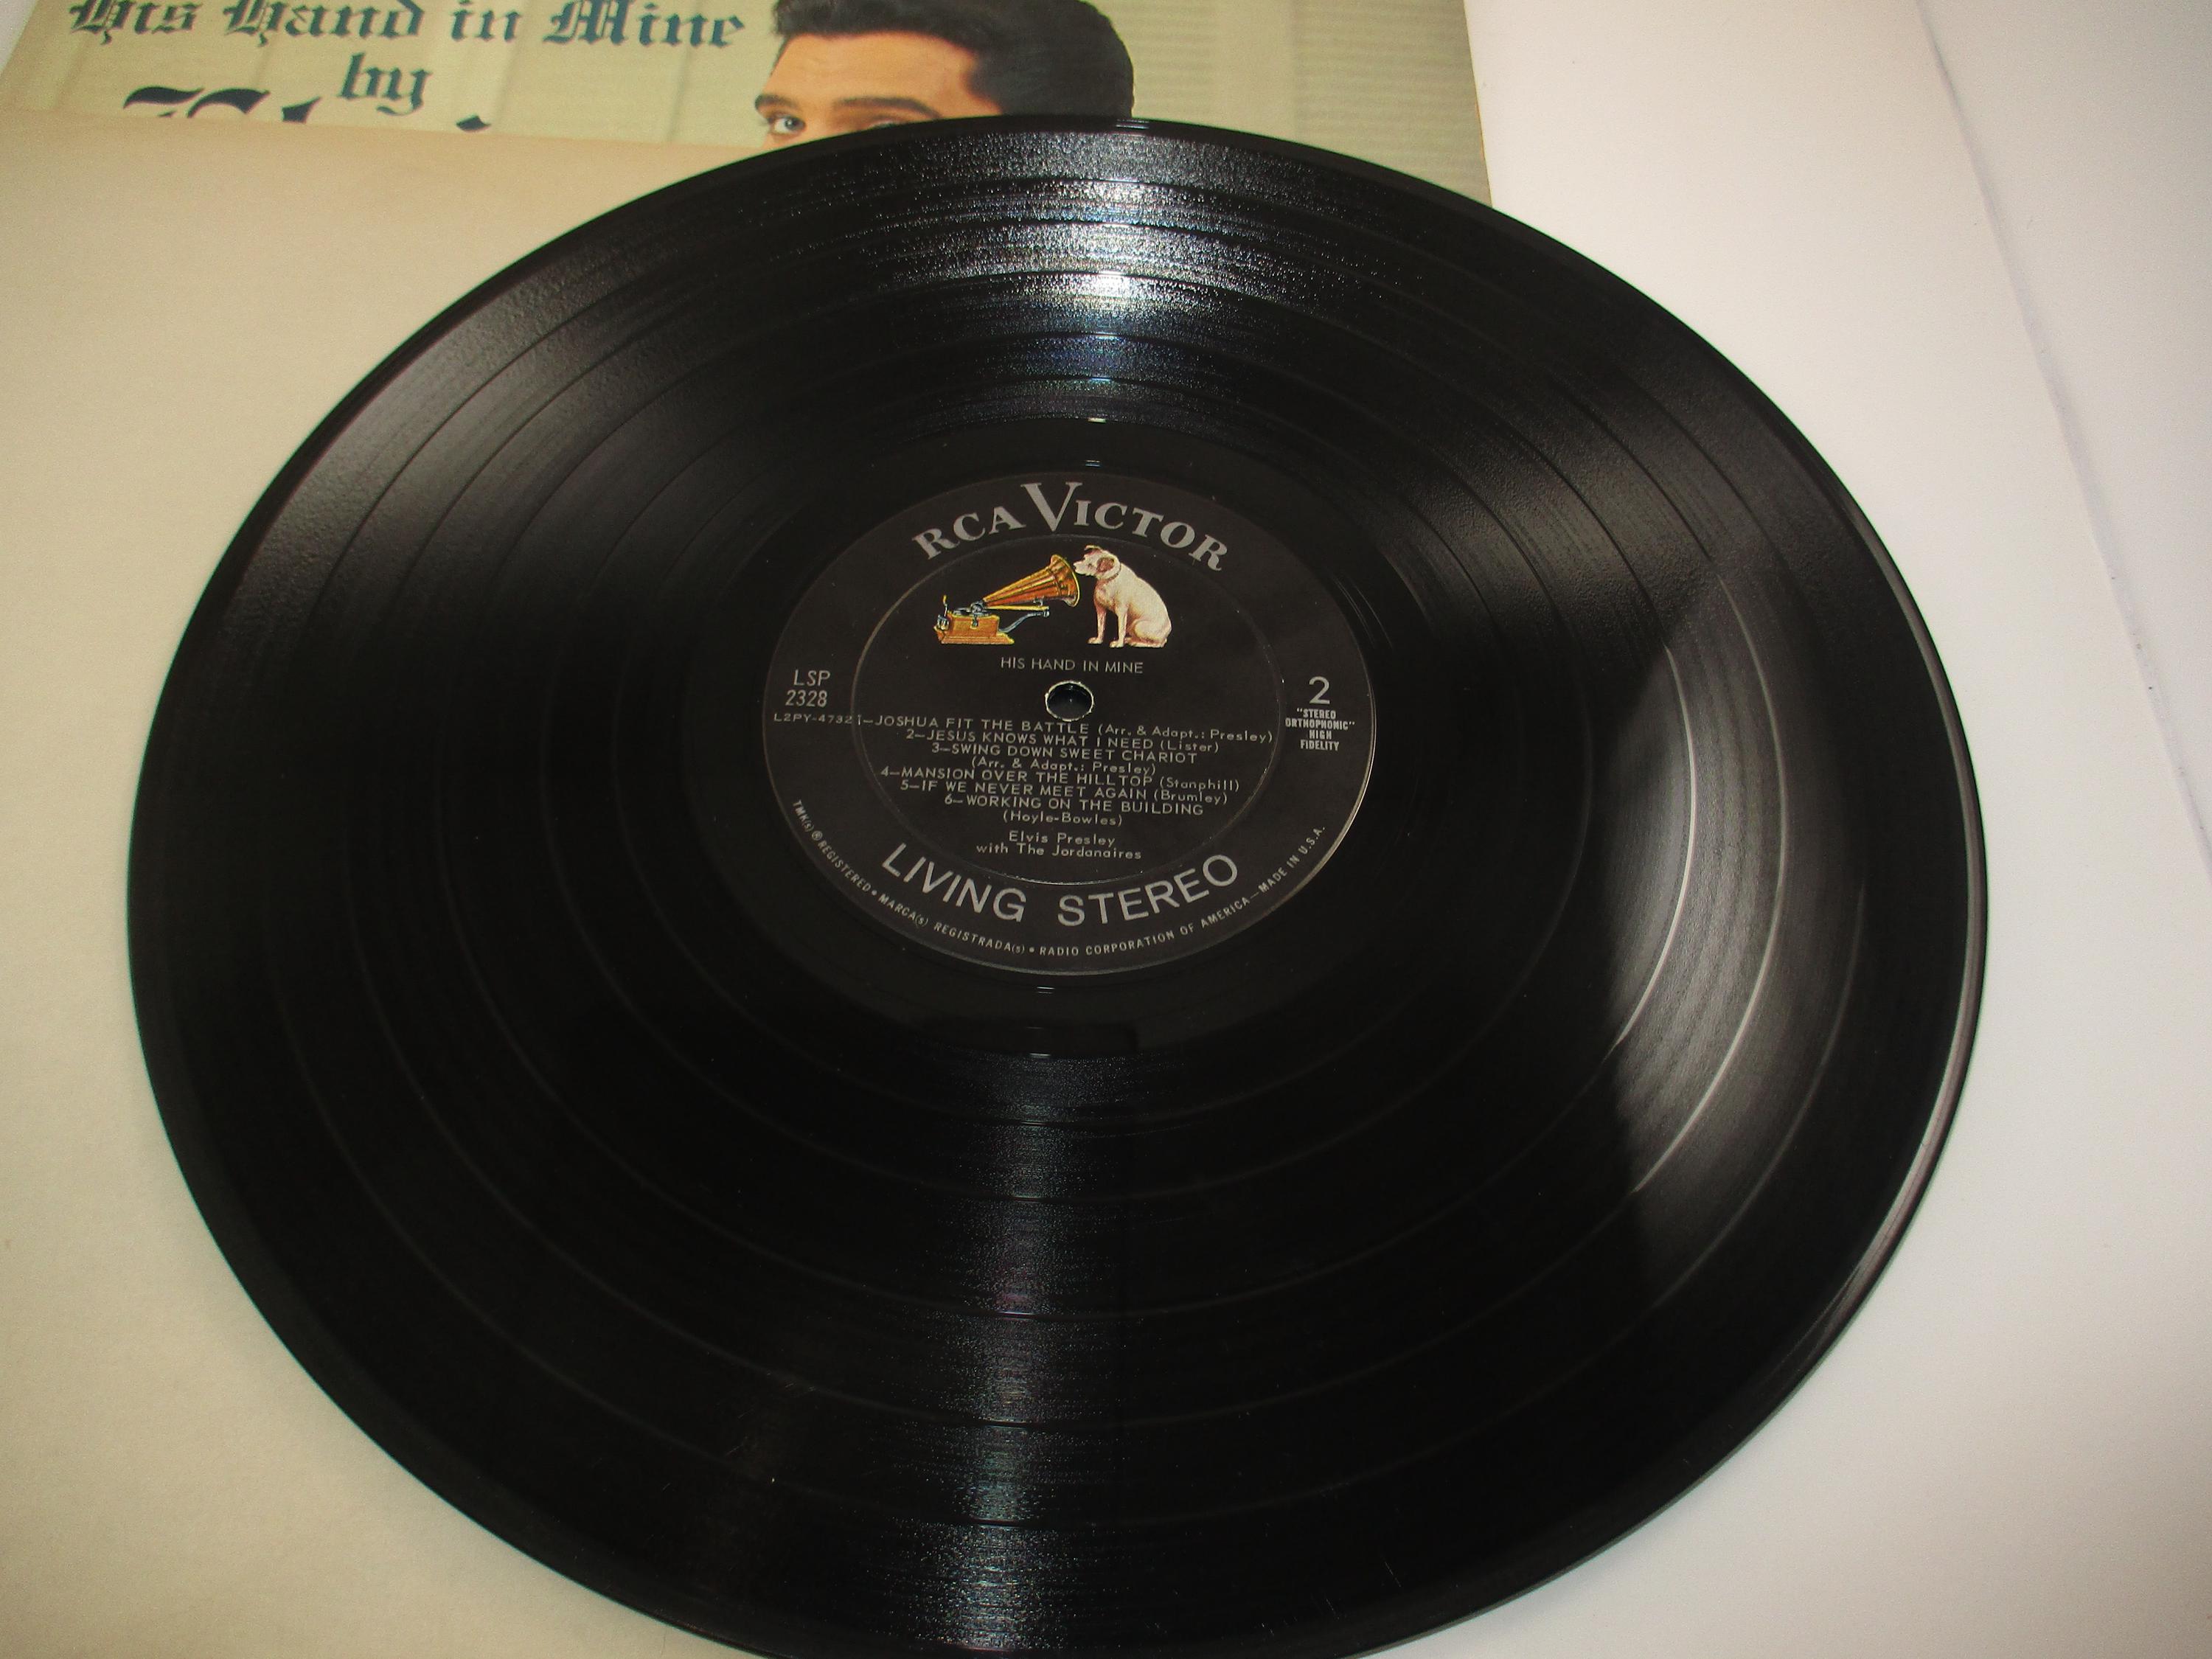 His Hand in Mine
by
RCA VICTOR
HIS HAND IN MINE
LSP
2328
L2PY-4732
2
"STEREO
ORTHOPHONIC"
HIGH
FIDELITY
1—JOSHUA FIT THE BATTLE (Arr. & Adapt.: Presley)
2—JESUS KNOWS WHAT I NEED (Lister)
3—SWING DOWN SWEET CHARIOT
(Arr. & Adapt.: Presley)
4—MANSION OVER THE HILLTOP (Stanphill)
5—IF WE NEVER MEET AGAIN (Brumley)
6—WORKING ON THE BUILDING
(Hoyle-Bowles)
Elvis Presley
with The Jordanaires
LIVING STEREO
TMK(s) ® REGISTERED • MARCA(s) REGISTRADA(s) • RADIO CORPORATION OF AMERICA—MADE IN U.S.A.